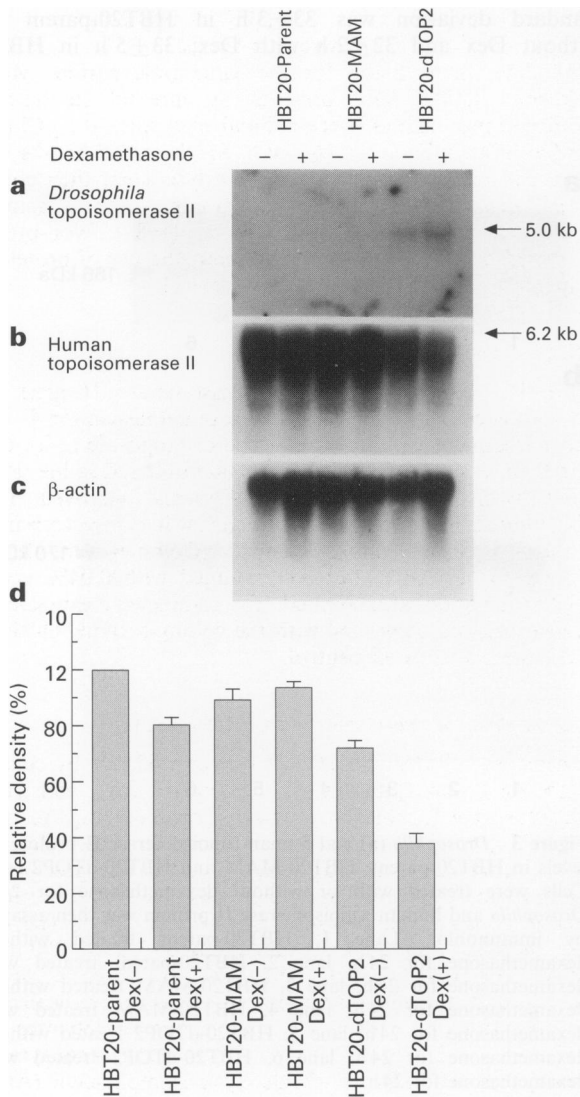 HBT20-Parent
HBT20-MAM
HBT20-dTOP2
Dexamethasone – + – + – +
a
Drosophila
topoisomerase II
5.0 kb
b
Human
topoisomerase II
6.2 kb
c
β-actin
d
Relative density (%)
0
12
80
60
40
20
0
HBT20-parent
Dex(–)
HBT20-parent
Dex(+)
HBT20-MAM
Dex(–)
HBT20-MAM
Dex(+)
HBT20-dTOP2
Dex(–)
HBT20-dTOP2
Dex(+)